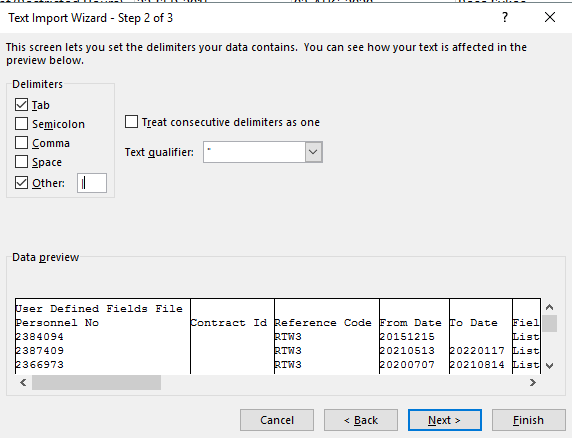 Text Import Wizard - Step 2 of 3
This screen lets you set the delimiters your data contains. You can see how your text is affected in the
preview below.
Delimiters
Tab
Semicolon
Comma
Space
Other: |
Treat consecutive delimiters as one
Text qualifier: "
Data preview
User Defined Fields File
Personnel No Contract Id Reference Code From Date To Date Fiel
2384094 RTW3 20151215 List
2387409 RTW3 20210513 20220117 List
2366973 RTW3 20200707 20210814 List
Cancel < Back Next > Finish